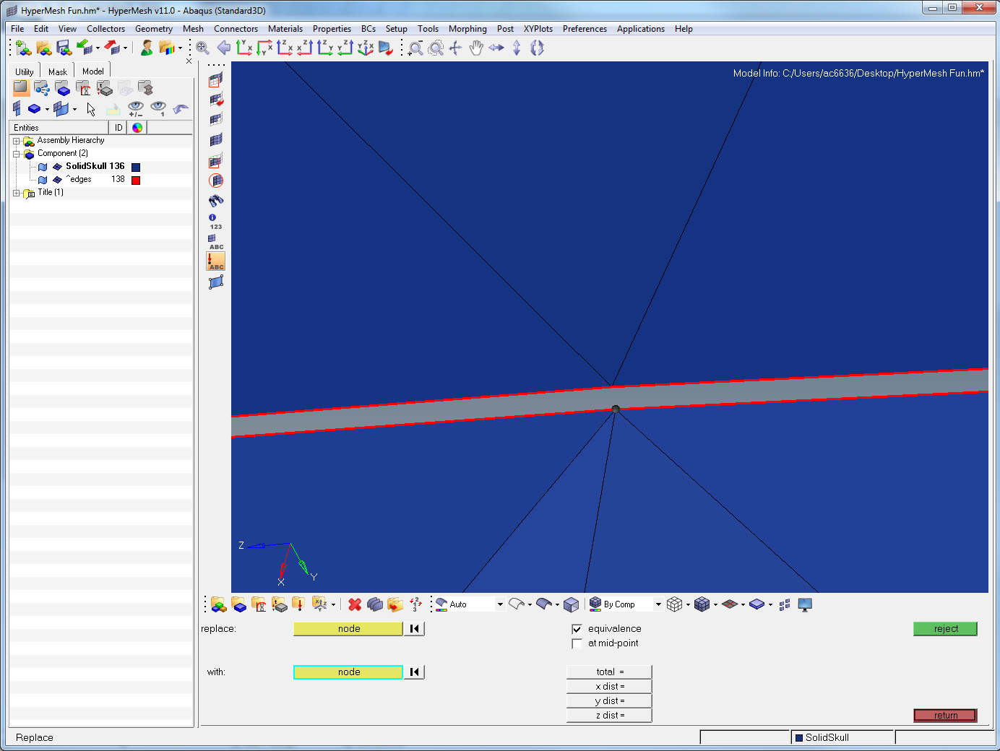 HyperMesh Fun.hm* - HyperMesh v11.0 - Abaqus (Standard3D)
File Edit View Collectors Geometry Mesh Connectors Materials Properties BCs Setup Tools Morphing Post XYPlots Preferences Applications Help
Utility Mask Model
Entities ID
Assembly Hierarchy
Component (2)
SolidSkull 136
^edges 138
Title (1)
123
ABC
ABC
Model Info: C:/Users/ac6636/Desktop/HyperMesh Fun.hm*
Z
X
Y
Auto
By Comp
replace: node
equivalence
reject
at mid-point
with: node
total =
x dist =
y dist =
z dist =
return
Replace
SolidSkull